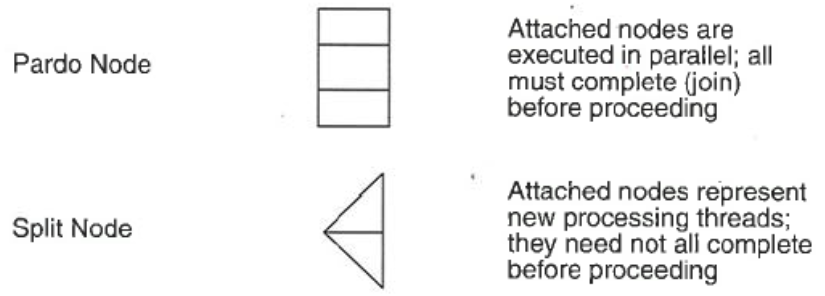 Pardo Node
Attached nodes are
executed in parallel; all
must complete (join)
before proceeding
Split Node
Attached nodes represent
new processing threads;
they need not all complete
before proceeding